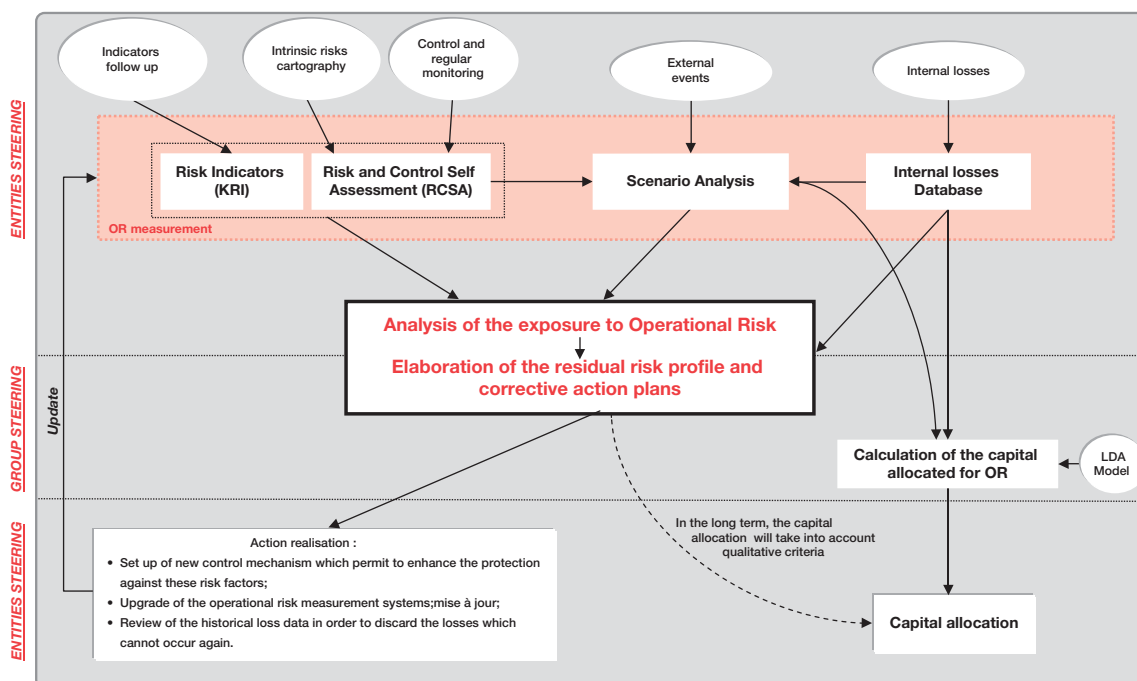 Indicators
follow up
Intrinsic risks
cartography
Control and
regular
monitoring
External
events
Internal losses
ENTITIES STEERING
Risk Indicators
(KRI)
Risk and Control Self
Assessment (RCSA)
Scenario Analysis
Internal losses
Database
OR measurement
Analysis of the exposure to Operational Risk
Elaboration of the residual risk profile and
corrective action plans
GROUP STEERING
Update
Calculation of the capital
allocated for OR
LDA
Model
ENTITIES STEERING
Action realisation :
• Set up of new control mechanism which permit to enhance the protection
against these risk factors;
• Upgrade of the operational risk measurement systems;mise à jour;
• Review of the historical loss data in order to discard the losses which
cannot occur again.
In the long term, the capital
allocation will take into account
qualitative criteria
Capital allocation